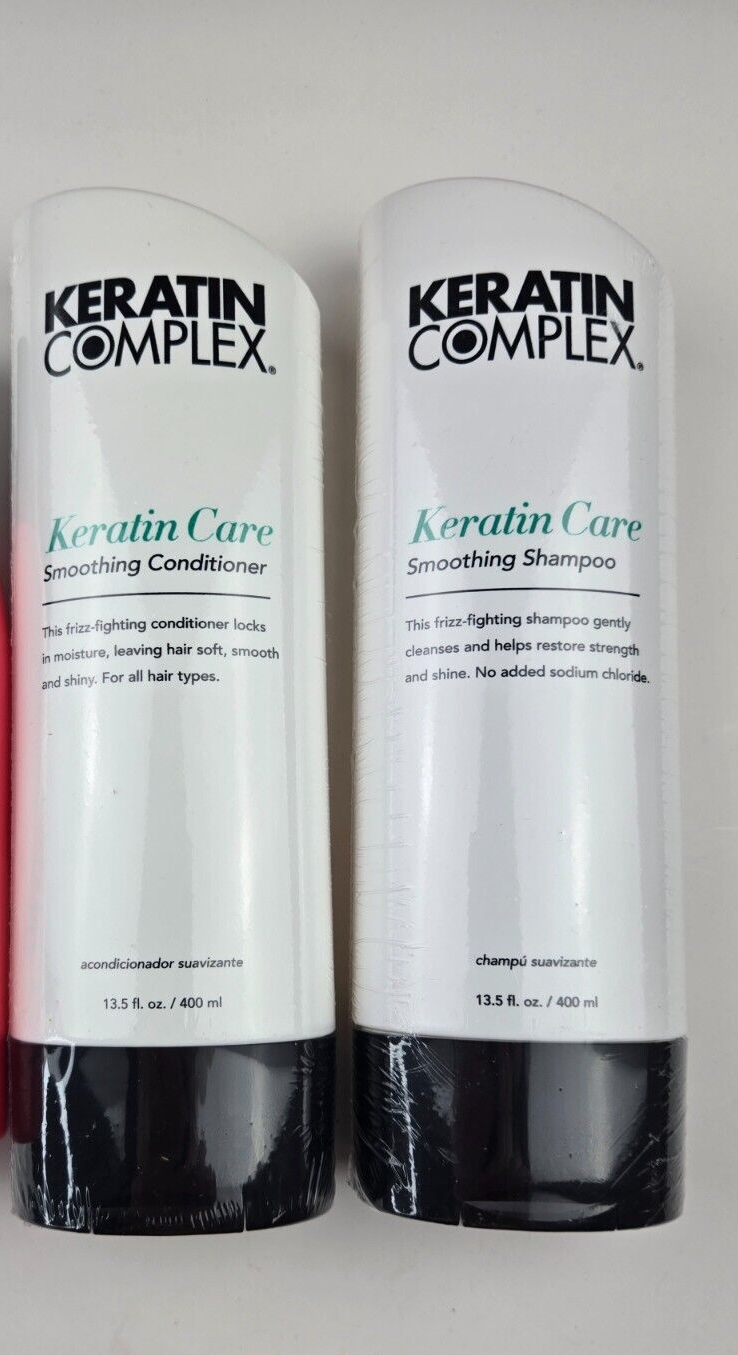 KERATIN
COMPLEX®
Keratin Care
Smoothing Conditioner
This frizz-fighting conditioner locks
in moisture, leaving hair soft, smooth
and shiny. For all hair types.
acondicionador suavizante
13.5 fl. oz. / 400 ml
KERATIN
COMPLEX®
Keratin Care
Smoothing Shampoo
This frizz-fighting shampoo gently
cleanses and helps restore strength
and shine. No added sodium chloride.
champú suavizante
13.5 fl. oz. / 400 ml